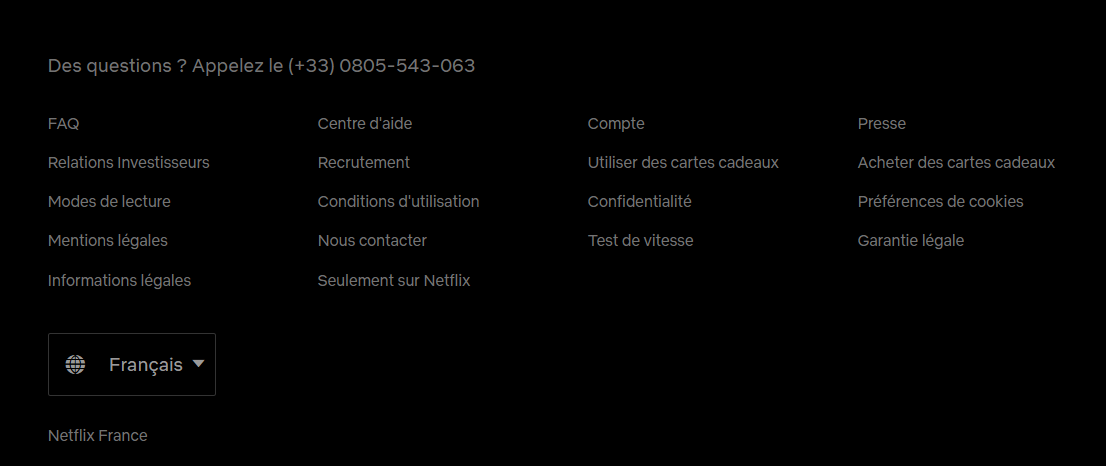 Des questions ? Appelez le (+33) 0805-543-063
FAQ
Centre d'aide
Compte
Presse
Relations Investisseurs
Recrutement
Utiliser des cartes cadeaux
Acheter des cartes cadeaux
Modes de lecture
Conditions d'utilisation
Confidentialité
Préférences de cookies
Mentions légales
Nous contacter
Test de vitesse
Garantie légale
Informations légales
Seulement sur Netflix
Français
Netflix France